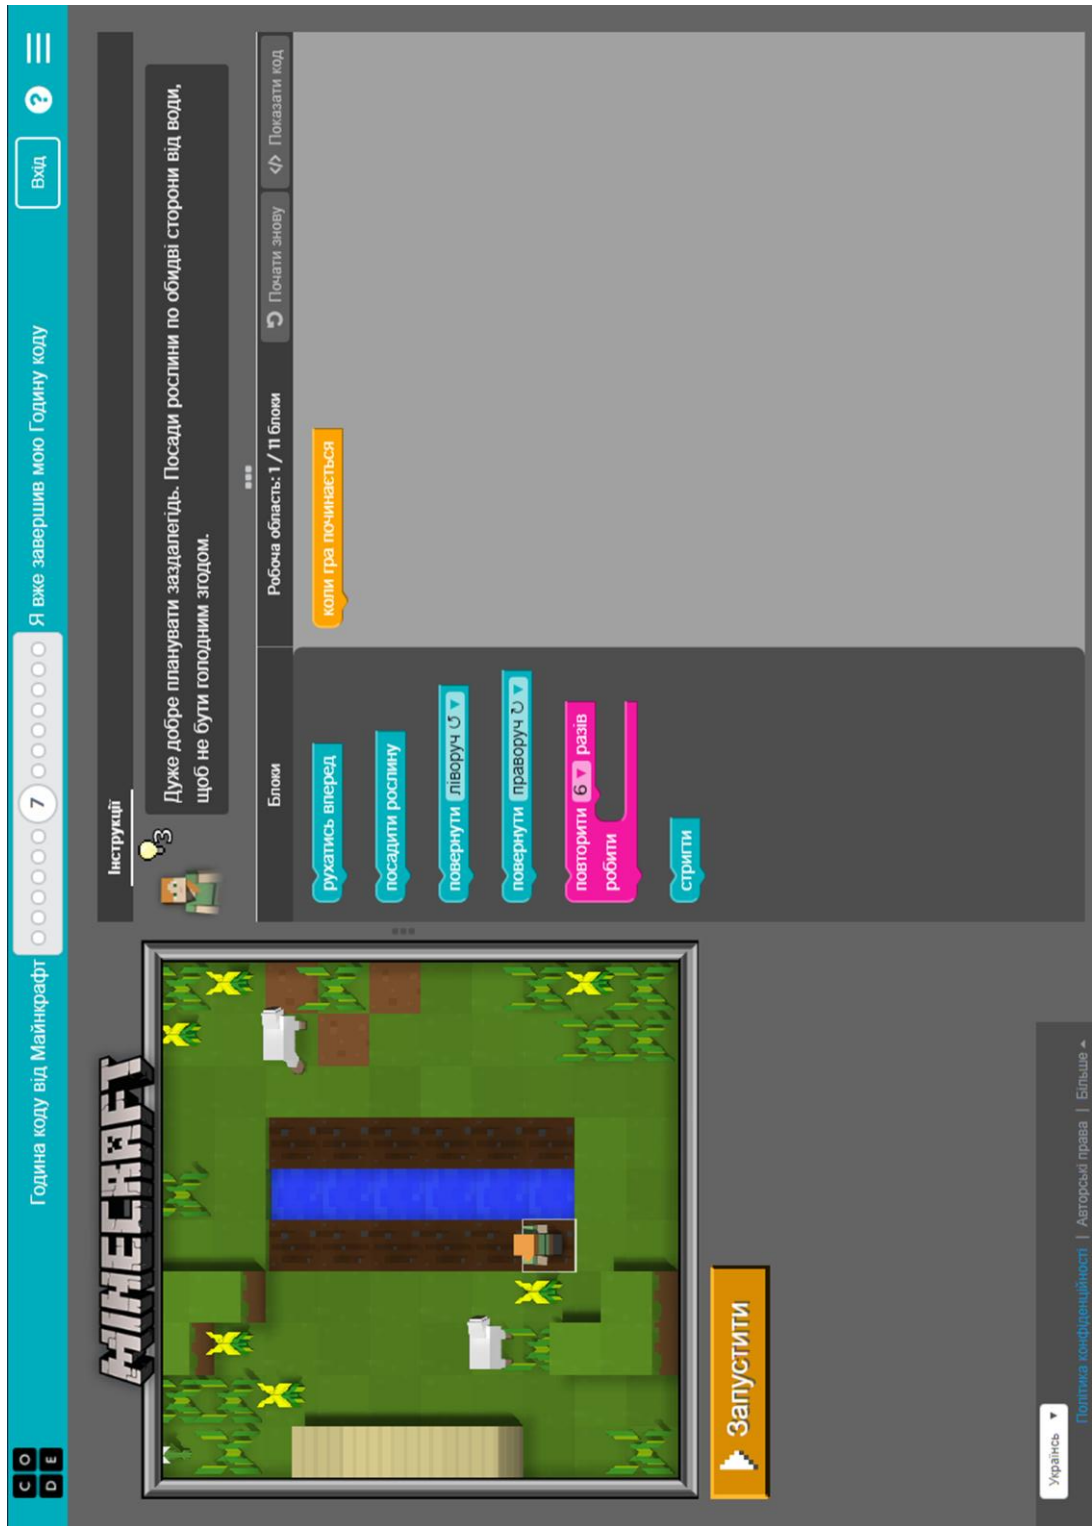 C O
D E
Година коду від Майнкрафт
7
Я вже завершив мою Годину коду
Вхід
?
MINECRAFT
Запустити
Інструкції
3
Дуже добре планувати заздалегідь. Посади рослини по обидві сторони від води,
щоб не бути голодним згодом.
Блоки
Робоча область: 1 / 11 блоки
Почати знову
</> Показати код
рухатись вперед
посадити рослину
повернути ліворуч ↺ ▼
повернути праворуч ↻ ▼
повторити 6 ▼ разів
робити
стригти
коли гра починається
Українсь ▼
Політика конфіденційності | Авторські права | Більше ▲